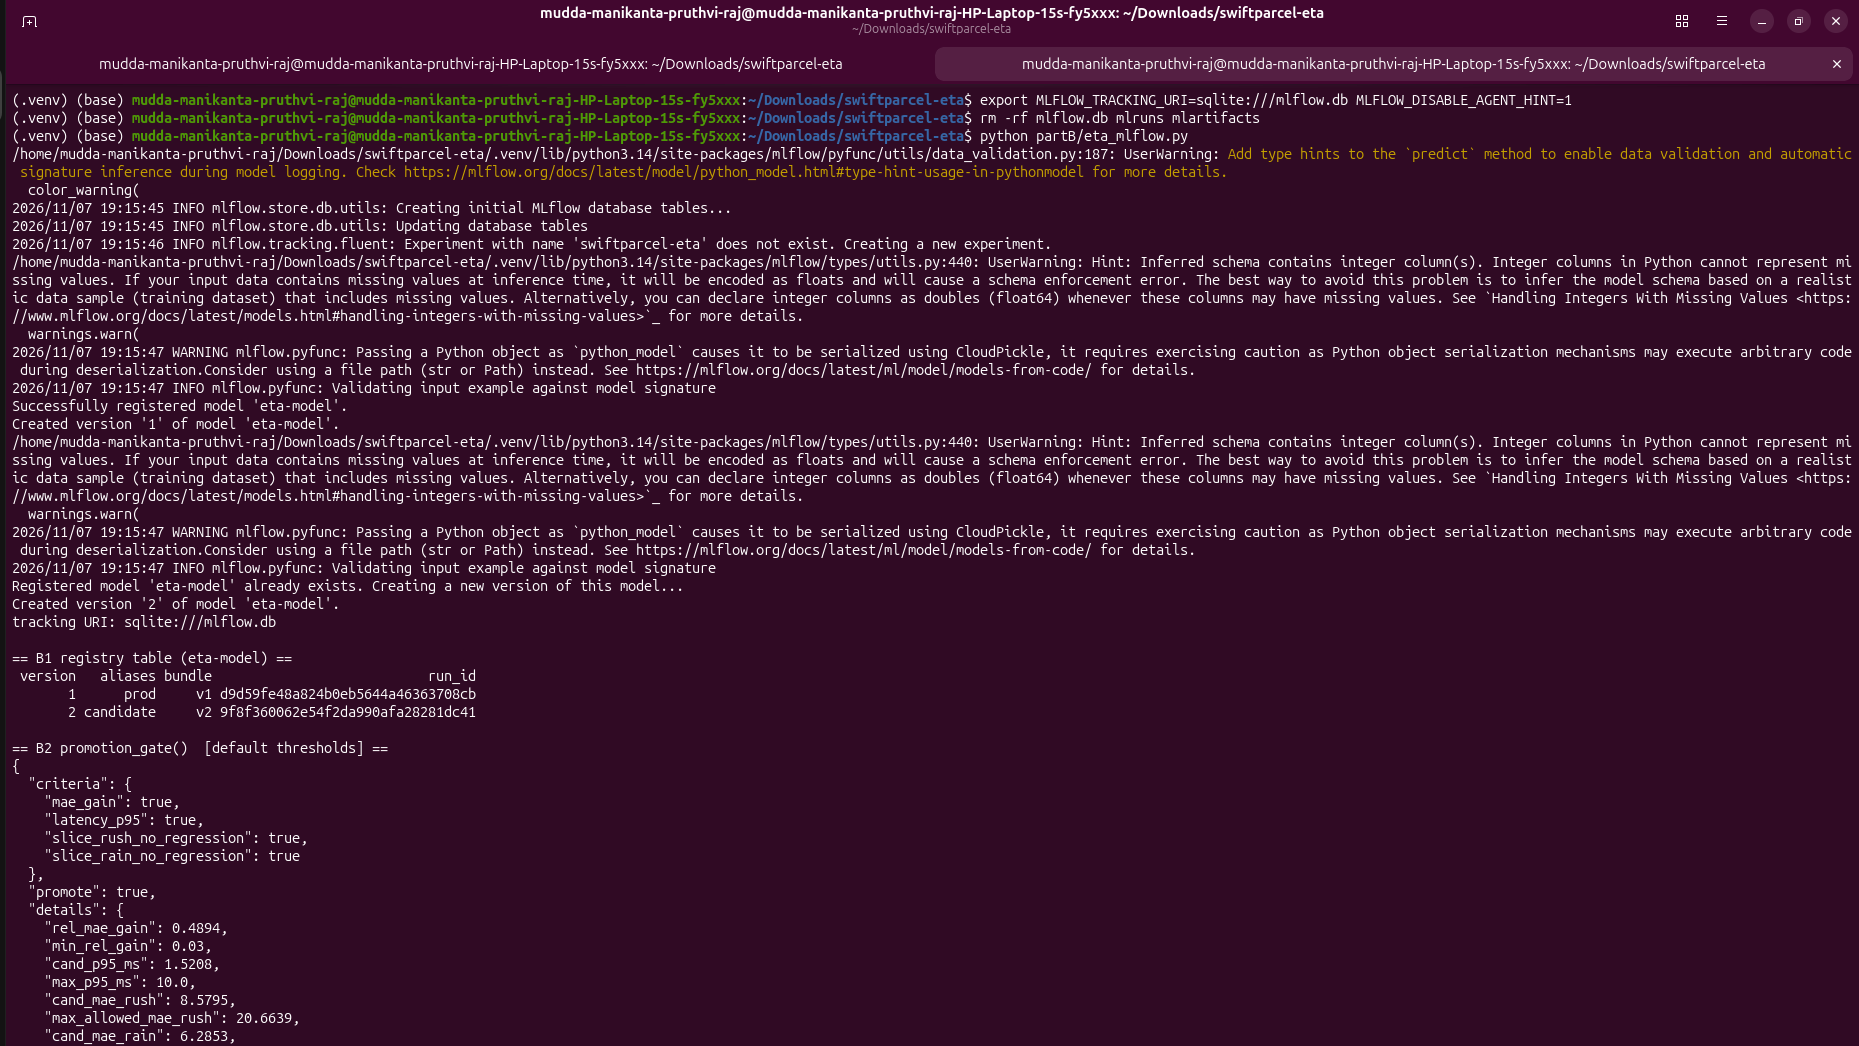 mudda-manikanta-pruthvi-raj@mudda-manikanta-pruthvi-raj-HP-Laptop-15s-fy5xxx: ~/Downloads/swiftparcel-eta
~/Downloads/swiftparcel-eta
mudda-manikanta-pruthvi-raj@mudda-manikanta-pruthvi-raj-HP-Laptop-15s-fy5xxx: ~/Downloads/swiftparcel-eta
mudda-manikanta-pruthvi-raj@mudda-manikanta-pruthvi-raj-HP-Laptop-15s-fy5xxx: ~/Downloads/swiftparcel-eta
(.venv) (base) mudda-manikanta-pruthvi-raj@mudda-manikanta-pruthvi-raj-HP-Laptop-15s-fy5xxx:~/Downloads/swiftparcel-eta$ export MLFLOW_TRACKING_URI=sqlite:///mlflow.db MLFLOW_DISABLE_AGENT_HINT=1
(.venv) (base) mudda-manikanta-pruthvi-raj@mudda-manikanta-pruthvi-raj-HP-Laptop-15s-fy5xxx:~/Downloads/swiftparcel-eta$ rm -rf mlflow.db mlruns mlartifacts
(.venv) (base) mudda-manikanta-pruthvi-raj@mudda-manikanta-pruthvi-raj-HP-Laptop-15s-fy5xxx:~/Downloads/swiftparcel-eta$ python partB/eta_mlflow.py
/home/mudda-manikanta-pruthvi-raj/Downloads/swiftparcel-eta/.venv/lib/python3.14/site-packages/mlflow/pyfunc/utils/data_validation.py:187: UserWarning: Add type hints to the `predict` method to enable data validation and automatic
 signature inference during model logging. Check https://mlflow.org/docs/latest/model/python_model.html#type-hint-usage-in-pythonmodel for more details.
  color_warning(
2026/11/07 19:15:45 INFO mlflow.store.db.utils: Creating initial MLflow database tables...
2026/11/07 19:15:45 INFO mlflow.store.db.utils: Updating database tables
2026/11/07 19:15:46 INFO mlflow.tracking.fluent: Experiment with name 'swiftparcel-eta' does not exist. Creating a new experiment.
/home/mudda-manikanta-pruthvi-raj/Downloads/swiftparcel-eta/.venv/lib/python3.14/site-packages/mlflow/types/utils.py:440: UserWarning: Hint: Inferred schema contains integer column(s). Integer columns in Python cannot represent mi
ssing values. If your input data contains missing values at inference time, it will be encoded as floats and will cause a schema enforcement error. The best way to avoid this problem is to infer the model schema based on a realist
ic data sample (training dataset) that includes missing values. Alternatively, you can declare integer columns as doubles (float64) whenever these columns may have missing values. See `Handling Integers With Missing Values <https:
//www.mlflow.org/docs/latest/models.html#handling-integers-with-missing-values>`_ for more details.
  warnings.warn(
2026/11/07 19:15:47 WARNING mlflow.pyfunc: Passing a Python object as `python_model` causes it to be serialized using CloudPickle, it requires exercising caution as Python object serialization mechanisms may execute arbitrary code
 during deserialization.Consider using a file path (str or Path) instead. See https://mlflow.org/docs/latest/ml/model/models-from-code/ for details.
2026/11/07 19:15:47 INFO mlflow.pyfunc: Validating input example against model signature
Successfully registered model 'eta-model'.
Created version '1' of model 'eta-model'.
/home/mudda-manikanta-pruthvi-raj/Downloads/swiftparcel-eta/.venv/lib/python3.14/site-packages/mlflow/types/utils.py:440: UserWarning: Hint: Inferred schema contains integer column(s). Integer columns in Python cannot represent mi
ssing values. If your input data contains missing values at inference time, it will be encoded as floats and will cause a schema enforcement error. The best way to avoid this problem is to infer the model schema based on a realist
ic data sample (training dataset) that includes missing values. Alternatively, you can declare integer columns as doubles (float64) whenever these columns may have missing values. See `Handling Integers With Missing Values <https:
//www.mlflow.org/docs/latest/models.html#handling-integers-with-missing-values>`_ for more details.
  warnings.warn(
2026/11/07 19:15:47 WARNING mlflow.pyfunc: Passing a Python object as `python_model` causes it to be serialized using CloudPickle, it requires exercising caution as Python object serialization mechanisms may execute arbitrary code
 during deserialization.Consider using a file path (str or Path) instead. See https://mlflow.org/docs/latest/ml/model/models-from-code/ for details.
2026/11/07 19:15:47 INFO mlflow.pyfunc: Validating input example against model signature
Registered model 'eta-model' already exists. Creating a new version of this model...
Created version '2' of model 'eta-model'.
tracking URI: sqlite:///mlflow.db

== B1 registry table (eta-model) ==
 version   aliases bundle                           run_id
       1      prod     v1 d9d59fe48a824b0eb5644a46363708cb
       2 candidate     v2 9f8f360062e54f2da990afa28281dc41

== B2 promotion_gate()  [default thresholds] ==
{
  "criteria": {
    "mae_gain": true,
    "latency_p95": true,
    "slice_rush_no_regression": true,
    "slice_rain_no_regression": true
  },
  "promote": true,
  "details": {
    "rel_mae_gain": 0.4894,
    "min_rel_gain": 0.03,
    "cand_p95_ms": 1.5208,
    "max_p95_ms": 10.0,
    "cand_mae_rush": 8.5795,
    "max_allowed_mae_rush": 20.6639,
    "cand_mae_rain": 6.2853,